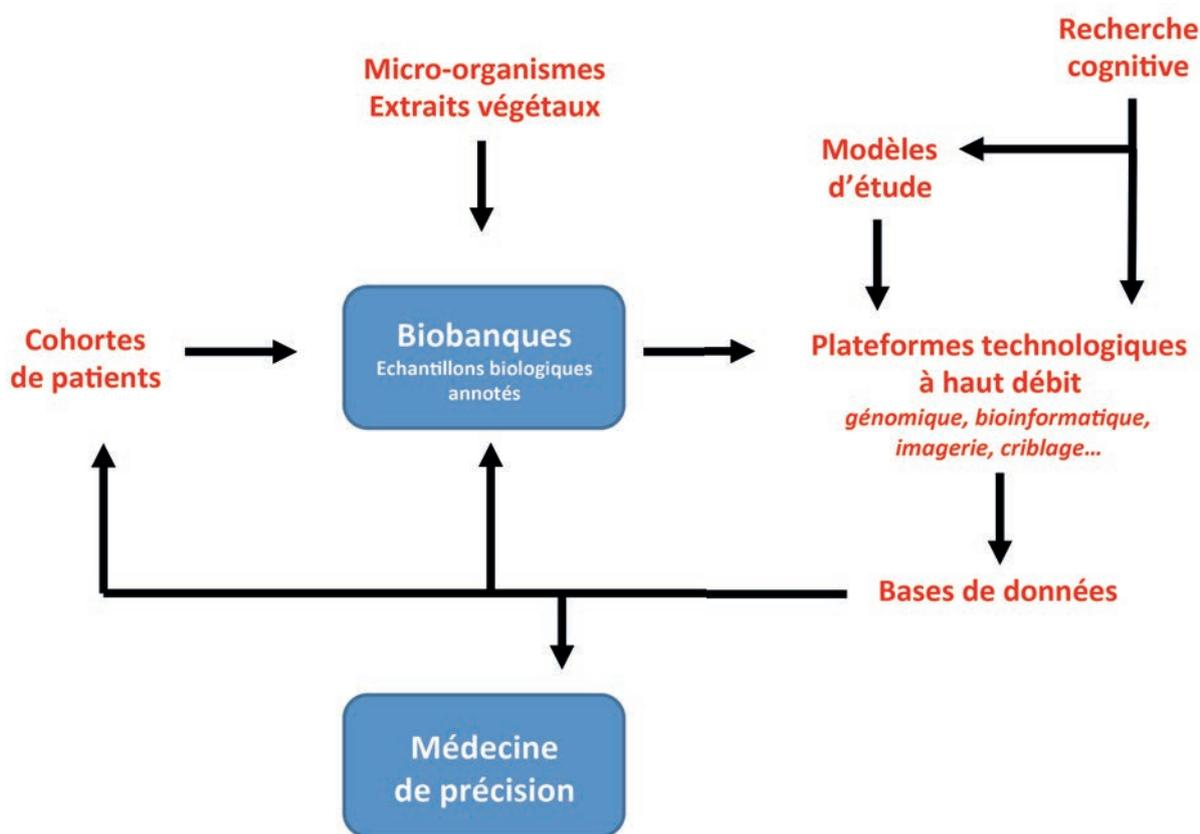 Recherche
cognitive
Micro-organismes
Extraits végétaux
Modèles
d’étude
Cohortes
de patients
Biobanques
Echantillons biologiques
annotés
Plateformes technologiques
à haut débit
génomique, bioinformatique,
imagerie, criblage...
Bases de données
Médecine
de précision